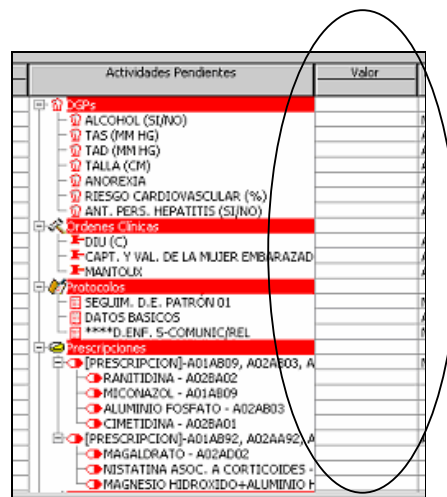 Actividades Pendientes Valor
DGPs
ALCOHOL (SI/NO)
TAS (MM HG)
TAD (MM HG)
TALLA (CM)
ANOREXIA
RIESGO CARDIOVASCULAR (%)
ANT. PERS. HEPATITIS (SI/NO)
Ordenes Clínicas
DIU (C)
CAPT. Y VAL. DE LA MUJER EMBARAZAD
MANTOUX
Protocolos
SEGUIM. D.E. PATRÓN 01
DATOS BASICOS
****D.ENF. 5-COMUNIC/REL
Prescripciones
[PRESCRIPCION]-A01AB09, A02AB03, A
RANITIDINA - A02BA02
MICONAZOL - A01AB09
ALUMINIO FOSFATO - A02AB03
CIMETIDINA - A02BA01
[PRESCRIPCION]-A01AB92, A02AA92, A
MAGALDRATO - A02AD02
NISTATINA ASOC. A CORTICOIDES -
MAGNESIO HIDROXIDO+ALUMINIO H